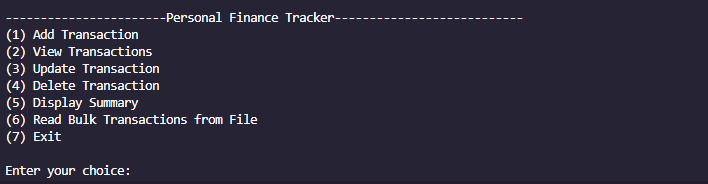 -----------------------Personal Finance Tracker---------------------------
(1) Add Transaction
(2) View Transactions
(3) Update Transaction
(4) Delete Transaction
(5) Display Summary
(6) Read Bulk Transactions from File
(7) Exit
Enter your choice: